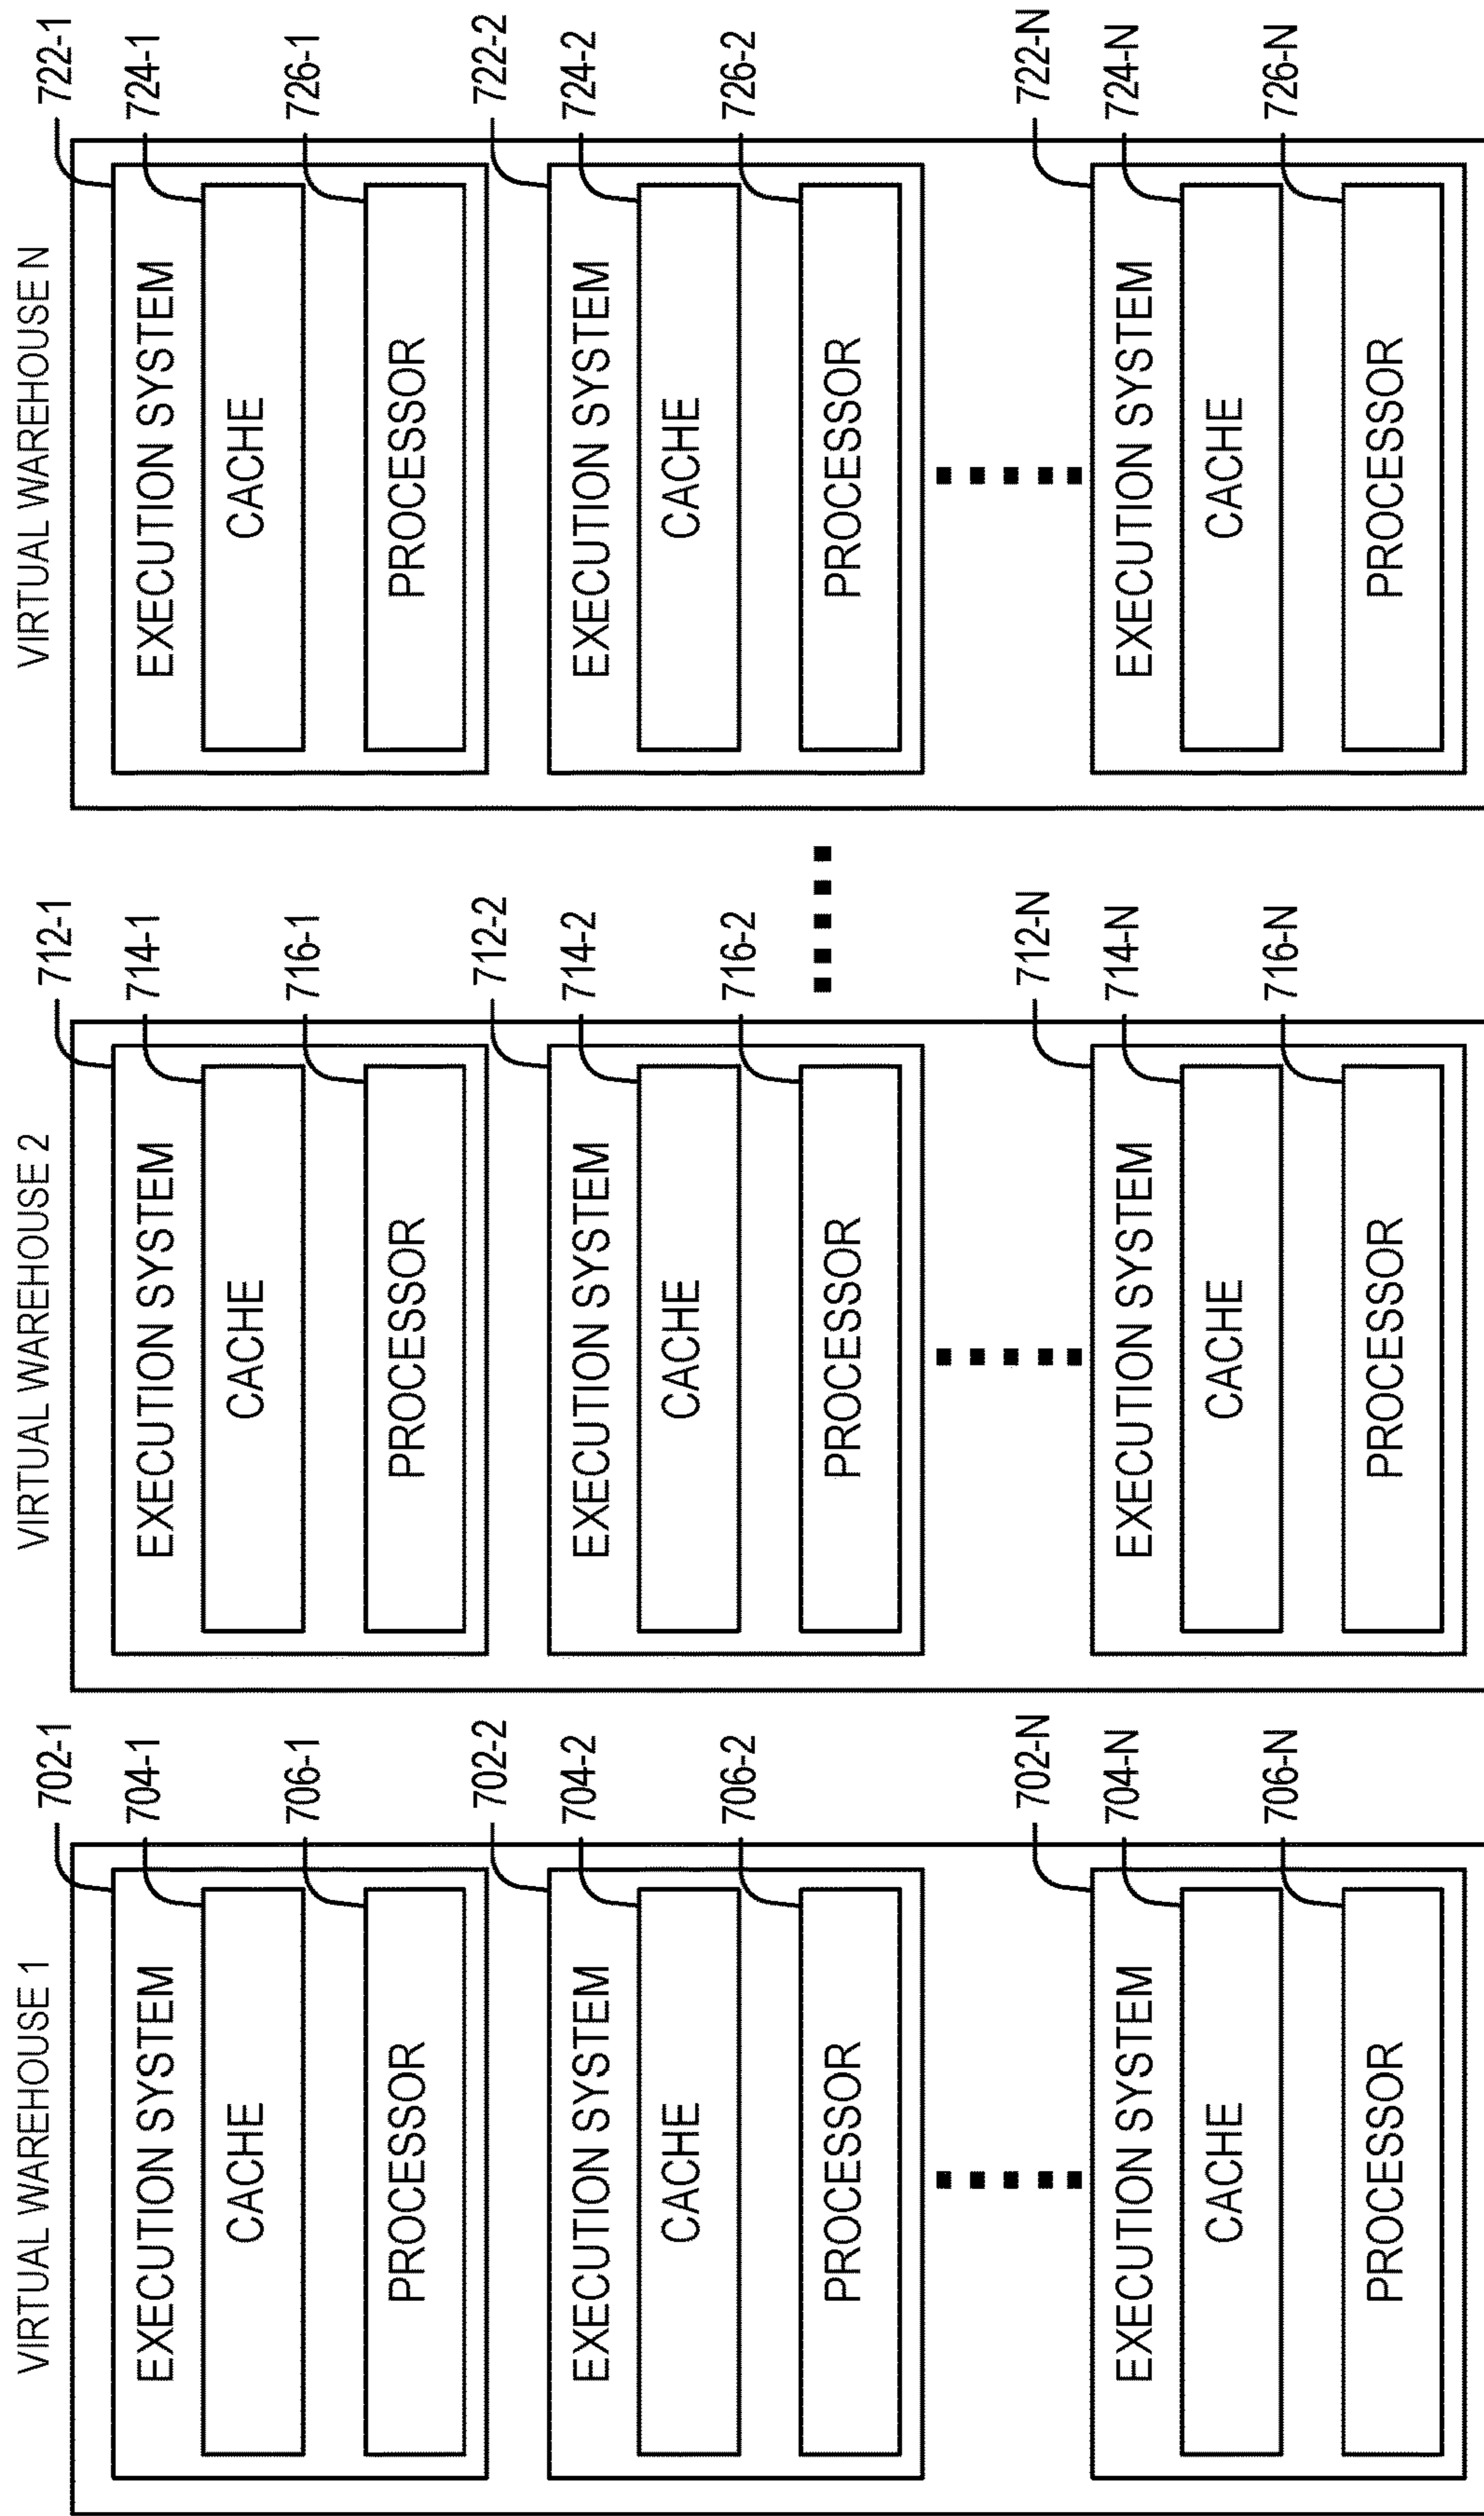 VIRTUAL WAREHOUSE 1
702-1
EXECUTION SYSTEM
704-1
CACHE
706-1
PROCESSOR
702-2
EXECUTION SYSTEM
704-2
CACHE
706-2
PROCESSOR
702-N
EXECUTION SYSTEM
704-N
CACHE
706-N
PROCESSOR
VIRTUAL WAREHOUSE 2
712-1
EXECUTION SYSTEM
714-1
CACHE
716-1
PROCESSOR
712-2
EXECUTION SYSTEM
714-2
CACHE
716-2
PROCESSOR
712-N
EXECUTION SYSTEM
714-N
CACHE
716-N
PROCESSOR
VIRTUAL WAREHOUSE N
722-1
EXECUTION SYSTEM
724-1
CACHE
726-1
PROCESSOR
722-2
EXECUTION SYSTEM
724-2
CACHE
726-2
PROCESSOR
722-N
EXECUTION SYSTEM
724-N
CACHE
726-N
PROCESSOR